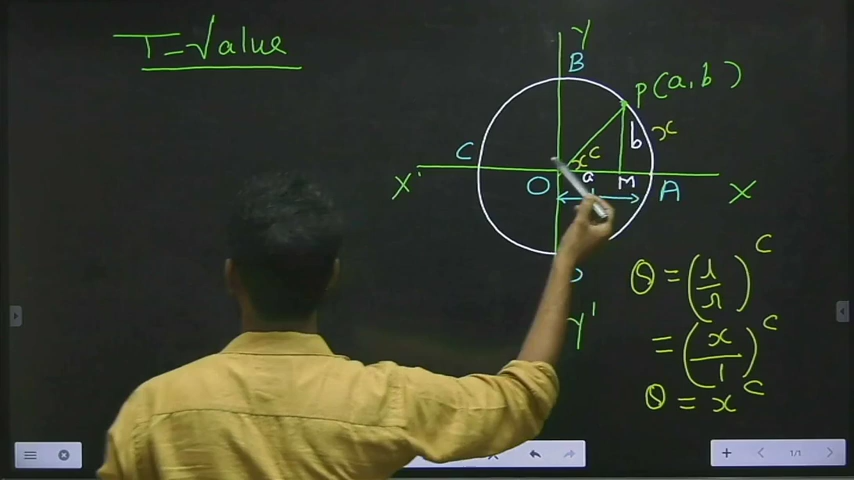 T-Value
Y
B
P(a,b)
C
x
b
x c
X'
O
a
M
A
X
Y'
θ = (l/r)^c
= (x/1)^c
θ = x^c
1/1